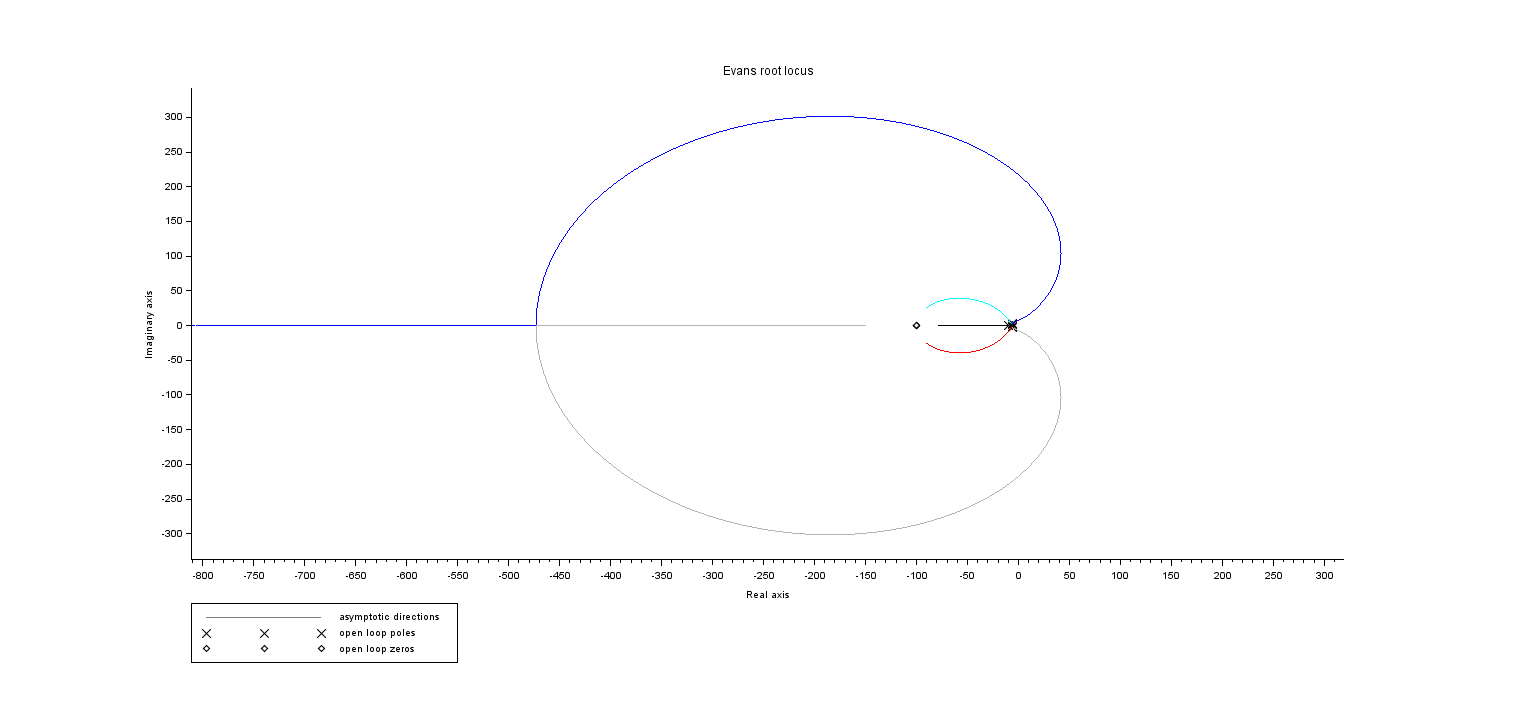 Evans root locus
300
250
200
150
100
50
0
-50
-100
-150
-200
-250
-300
Imaginary axis
-800 -750 -700 -650 -600 -550 -500 -450 -400 -350 -300 -250 -200 -150 -100 -50 0 50 100 150 200 250 300
Real axis
asymptotic directions
open loop poles
open loop zeros